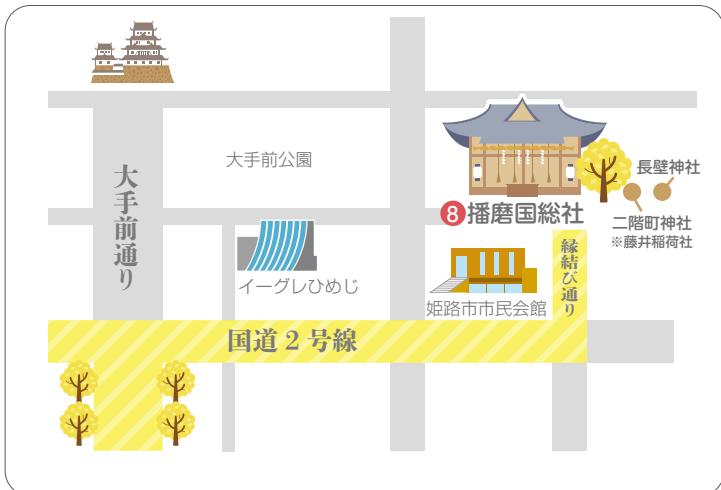 大手前公園
長壁神社
❽播磨国総社
二階町神社
※藤井稲荷社
大手前通り
イーグレひめじ
姫路市市民会館
縁結び通り
国道2号線